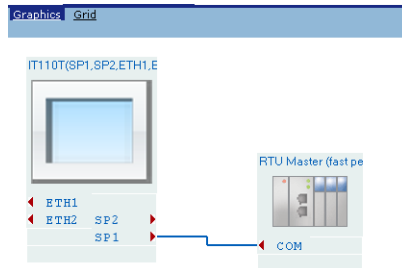 Graphics Grid
IT110T(SP1,SP2,ETH1,E
ETH1
ETH2 SP2
SP1
RTU Master (fast pe
COM